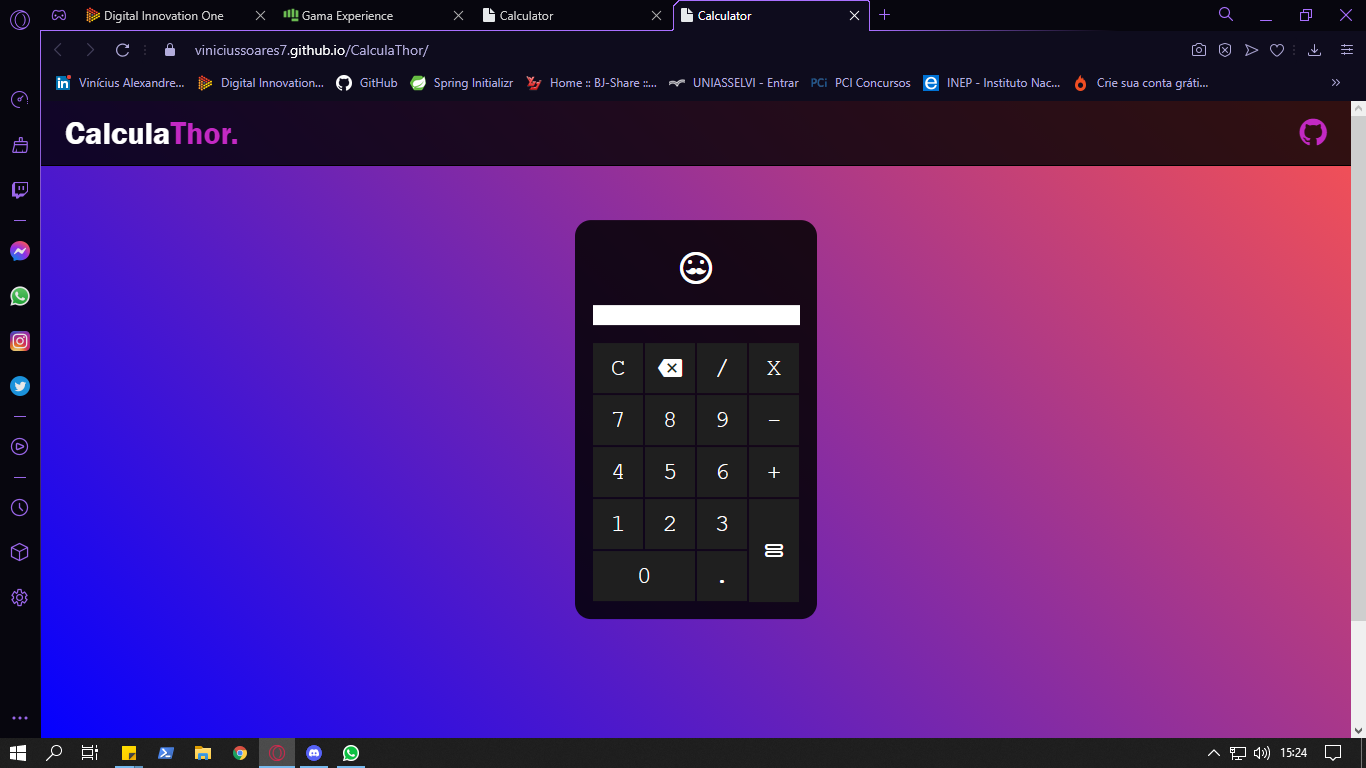 Digital Innovation One
Gama Experience
Calculator
Calculator
viniciussoares7.github.io/CalculaThor/
Vinícius Alexandre...
Digital Innovation...
GitHub
Spring Initializr
Home :: BJ-Share ::...
UNIASSELVI - Entrar
PCi
PCI Concursos
INEP - Instituto Nac...
Crie sua conta gráti...
CalculaThor.
C / X
7 8 9 −
4 5 6 +
1 2 3 =
0 .
15:24